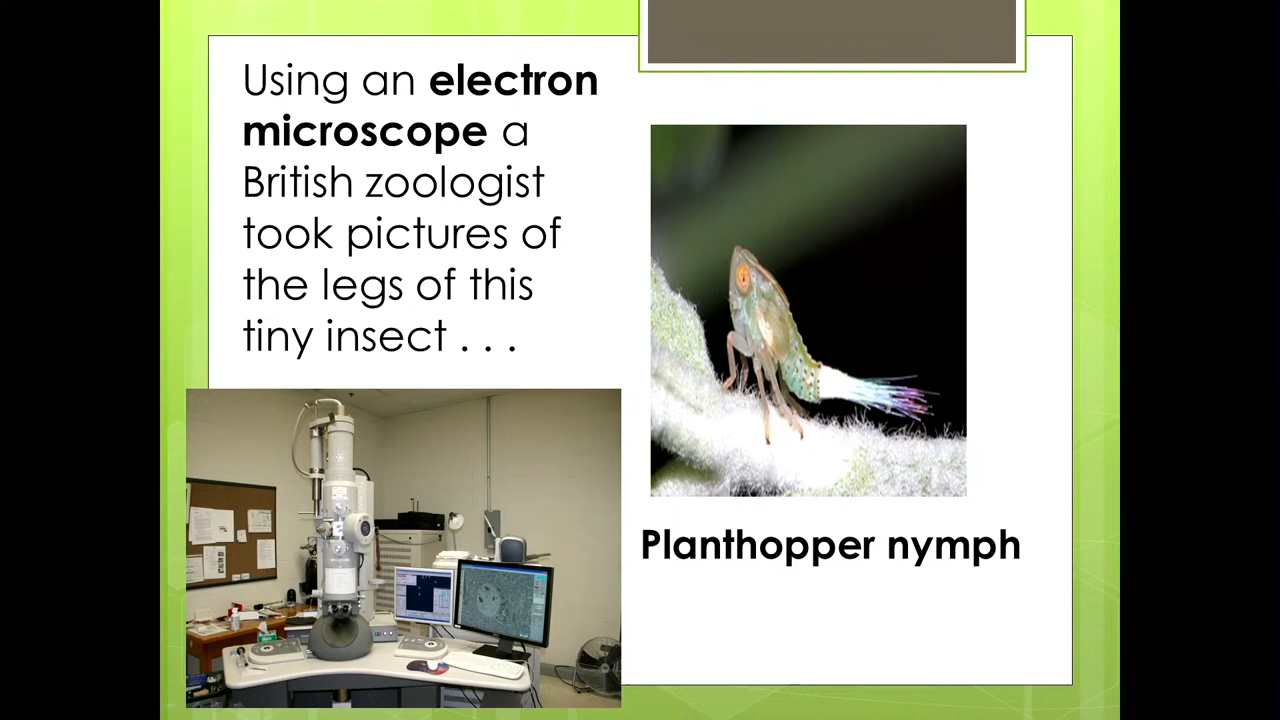 Using an electron
microscope a
British zoologist
took pictures of
the legs of this
tiny insect . . .
Planthopper nymph